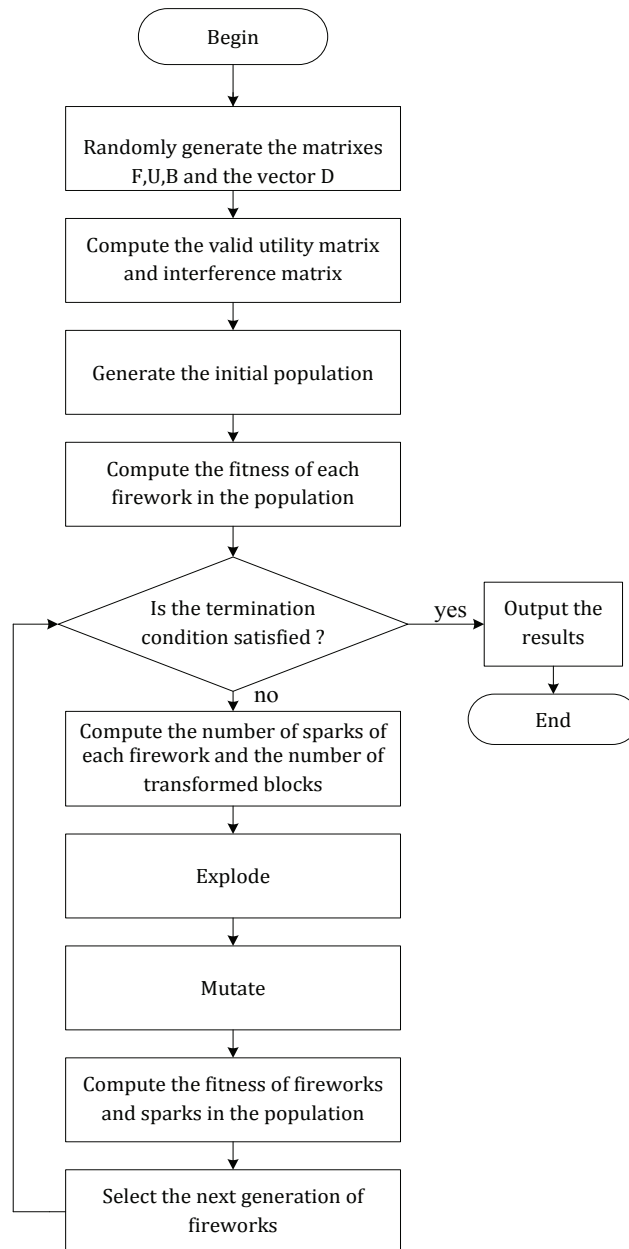 Begin
Randomly generate the matrixes
F,U,B and the vector D
Compute the valid utility matrix
and interference matrix
Generate the initial population
Compute the fitness of each
firework in the population
Is the termination
condition satisfied ?
yes
Output the
results
End
no
Compute the number of sparks of
each firework and the number of
transformed blocks
Explode
Mutate
Compute the fitness of fireworks
and sparks in the population
Select the next generation of
fireworks